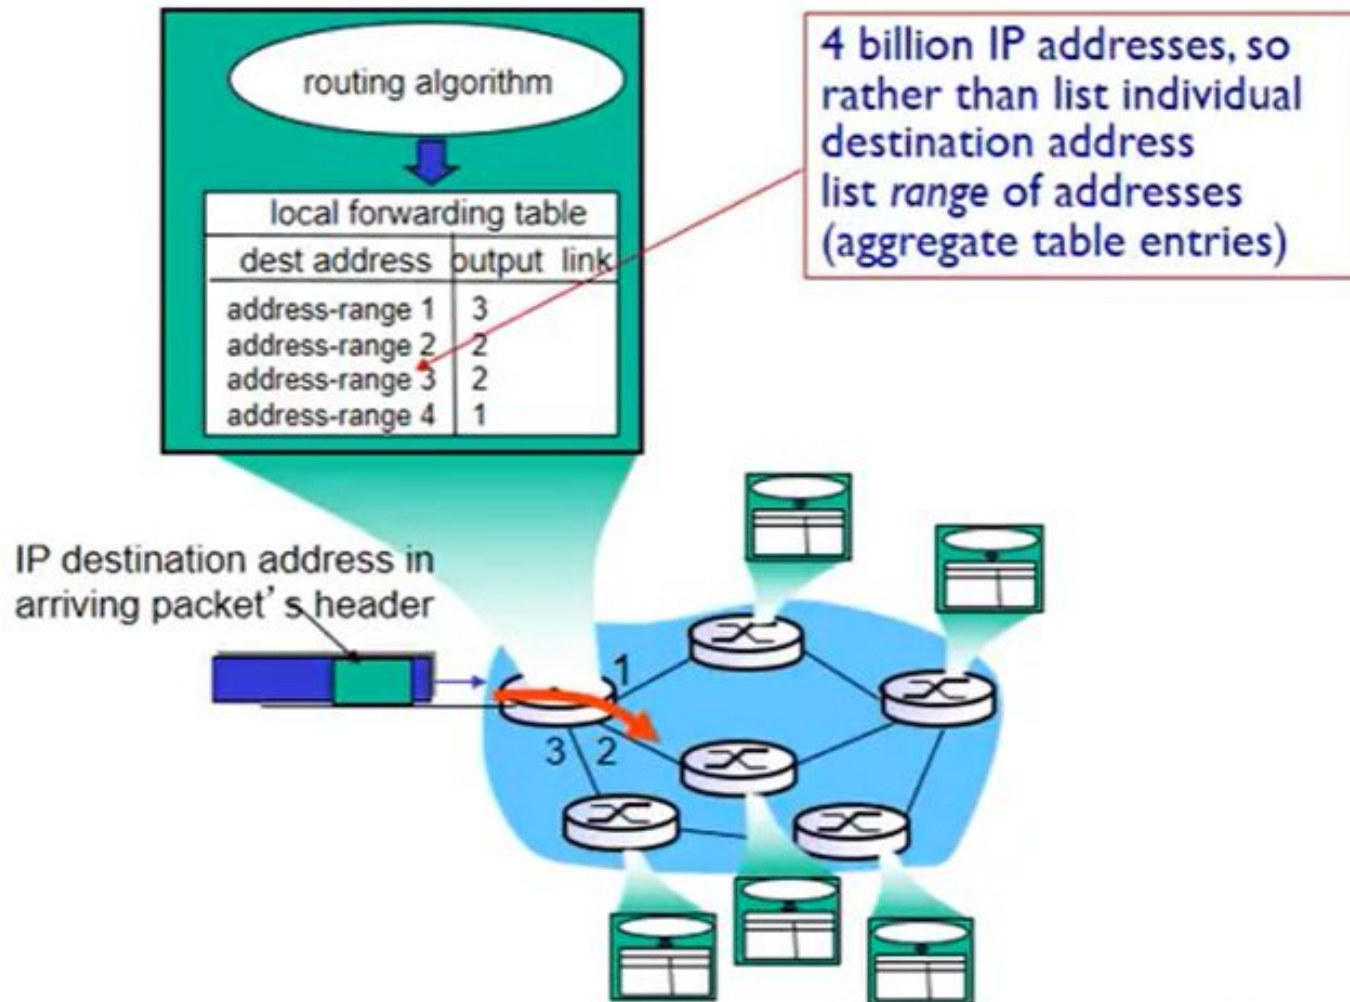 routing algorithm
local forwarding table
dest address output link
address-range 1 3
address-range 2 2
address-range 3 2
address-range 4 1
4 billion IP addresses, so
rather than list individual
destination address
list range of addresses
(aggregate table entries)
IP destination address in
arriving packet's header
1
3 2